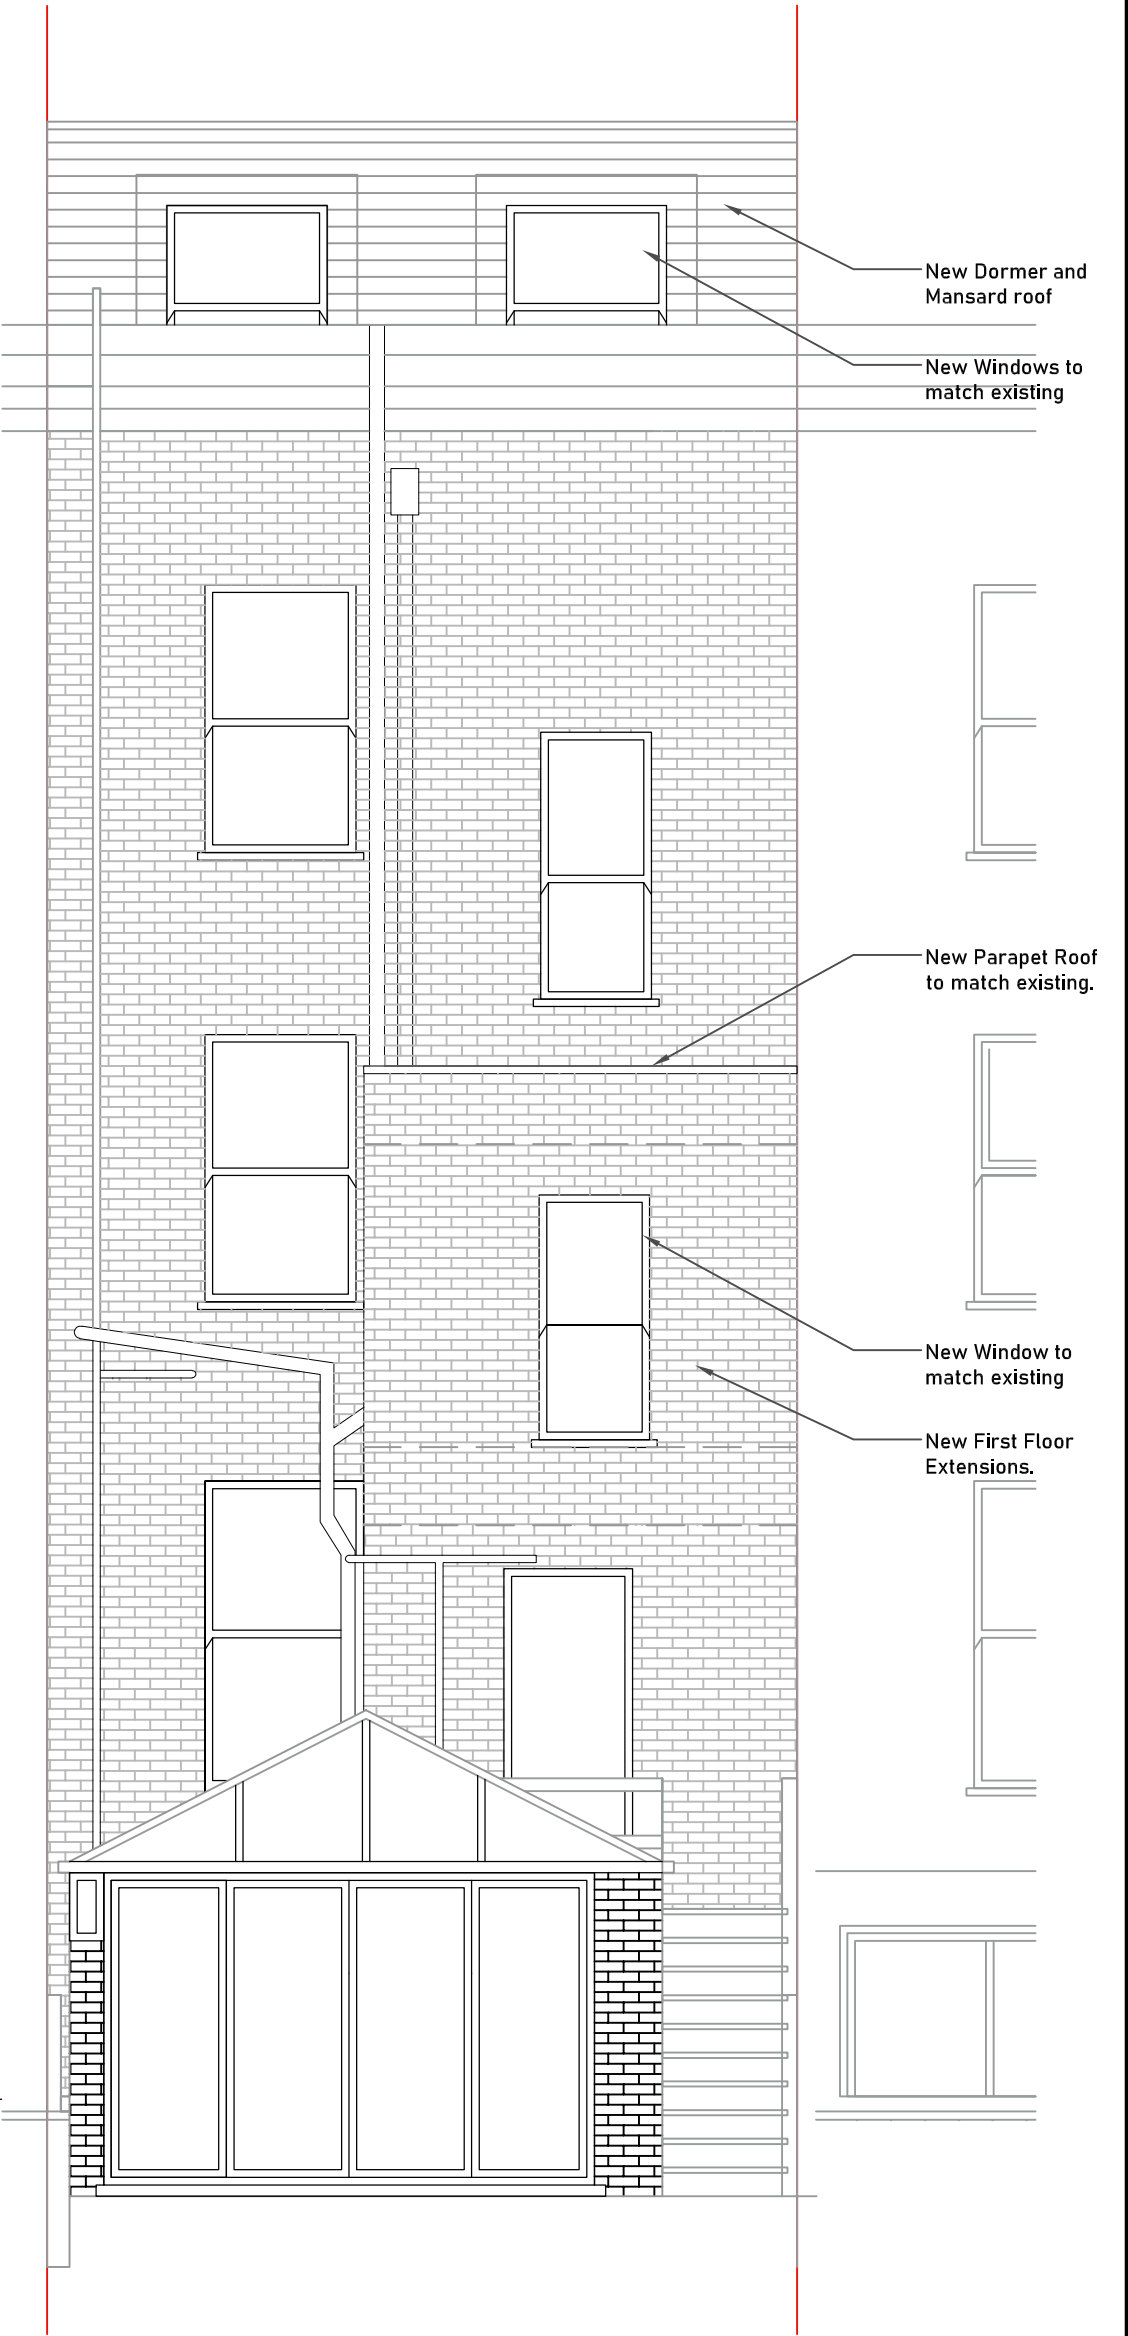 New Dormer and
Mansard roof
New Windows to
match existing
New Parapet Roof
to match existing.
New Window to
match existing
New First Floor
Extensions.